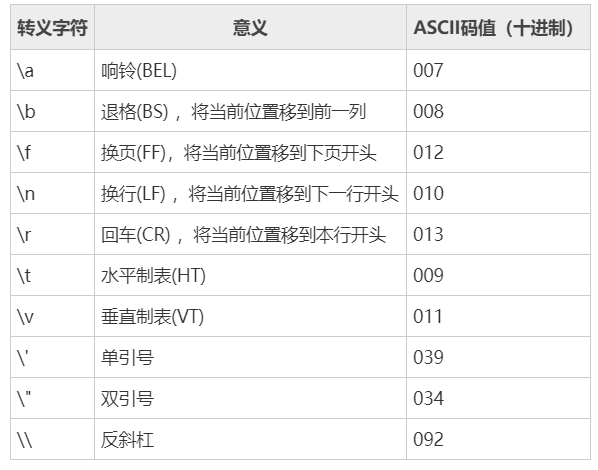 转义字符 意义 ASCII码值（十进制）
\a 响铃(BEL) 007
\b 退格(BS) ，将当前位置移到前一列 008
\f 换页(FF)，将当前位置移到下页开头 012
\n 换行(LF) ，将当前位置移到下一行开头 010
\r 回车(CR) ，将当前位置移到本行开头 013
\t 水平制表(HT) 009
\v 垂直制表(VT) 011
\' 单引号 039
\" 双引号 034
\\ 反斜杠 092